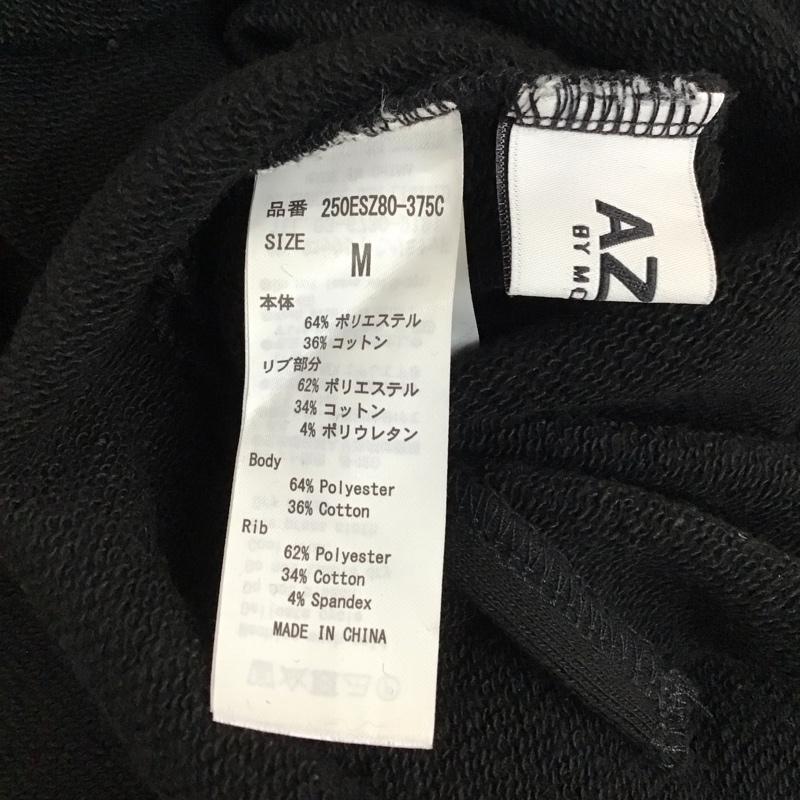 品番 250ESZ80-375C
SIZE
M
本体
64% ポリエステル
36% コットン
リブ部分
62% ポリエステル
34% コットン
4% ポリウレタン
Body
64% Polyester
36% Cotton
Rib
62% Polyester
34% Cotton
4% Spandex
MADE IN CHINA
AZ
BY MO